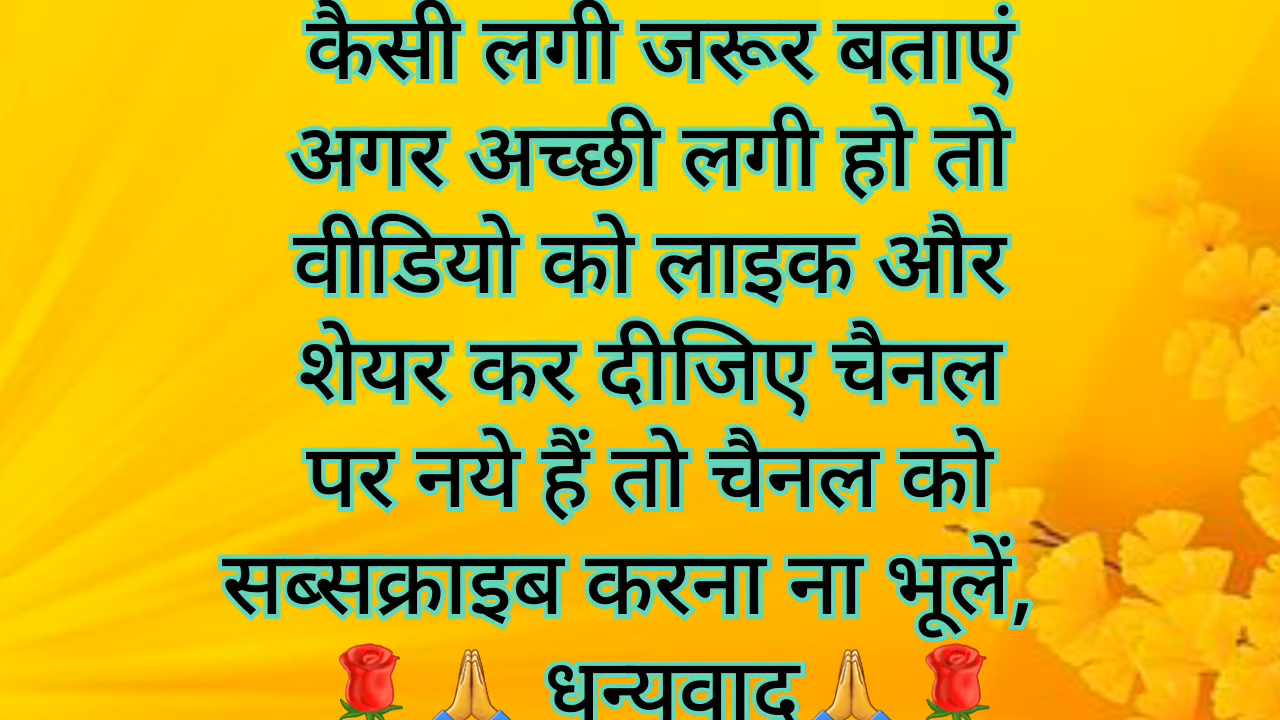 कैसी लगी जरूर बताएं
अगर अच्छी लगी हो तो
वीडियो को लाइक और
शेयर कर दीजिए चैनल
पर नये हैं तो चैनल को
सब्सक्राइब करना ना भूलें,
🌹🙏 धन्यवाद🙏🌹